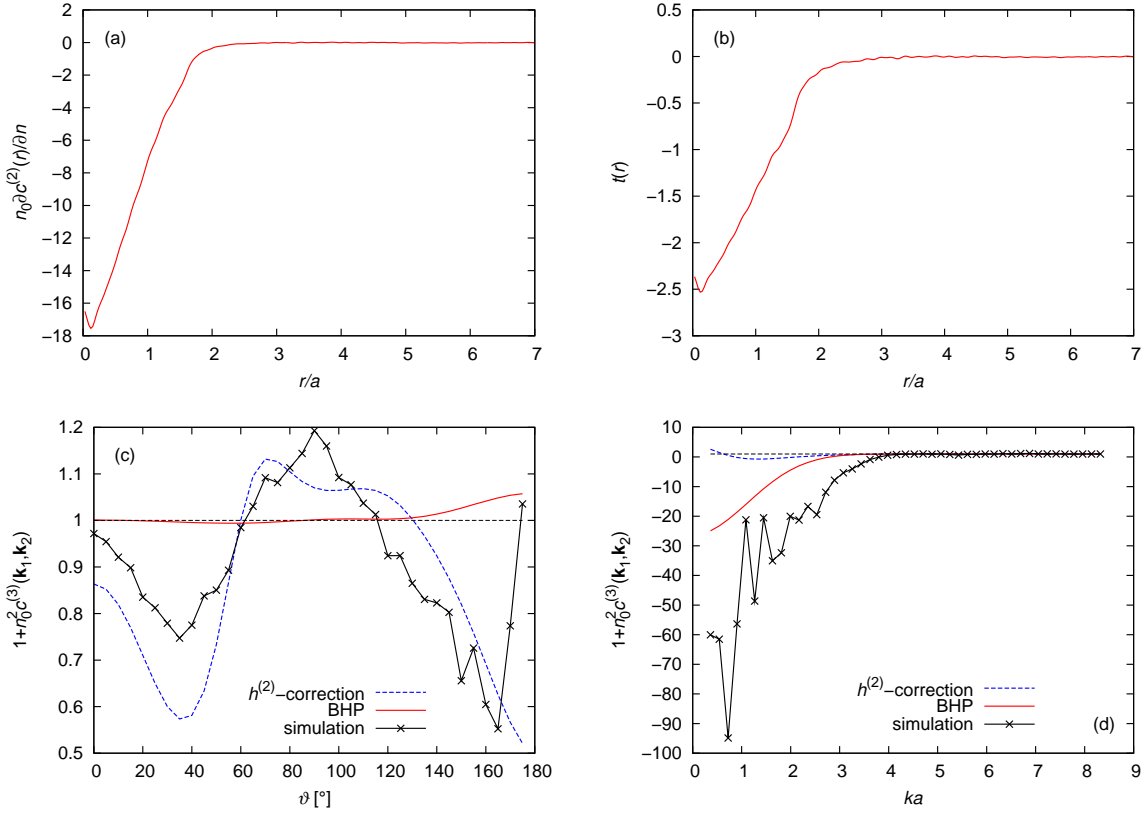 (a)
n₀∂c⁽²⁾(r)/∂n
2
0
−2
−4
−6
−8
−10
−12
−14
−16
−18
0 1 2 3 4 5 6 7
r/a
(b)
t(r)
0.5
0
−0.5
−1
−1.5
−2
−2.5
−3
0 1 2 3 4 5 6 7
r/a
(c)
1+n₀²c⁽³⁾(k₁,k₂)
1.2
1.1
1
0.9
0.8
0.7
0.6
0.5
h⁽²⁾−correction
BHP
simulation
0 20 40 60 80 100 120 140 160 180
ϑ [°]
1+n₀²c⁽³⁾(k₁,k₂)
10
0
−10
−20
−30
−40
−50
−60
−70
−80
−90
−100
h⁽²⁾−correction
BHP
simulation
(d)
0 1 2 3 4 5 6 7 8 9
ka